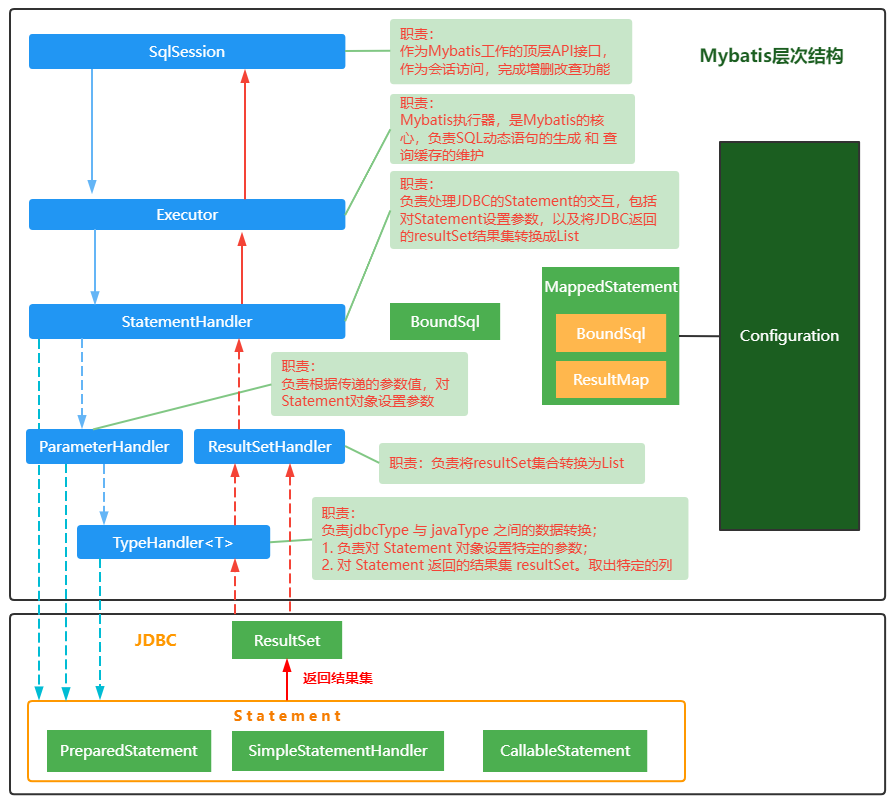 SqlSession
职责：
作为Mybatis工作的顶层API接口，
作为会话访问，完成增删改查功能
Mybatis层次结构
职责：
Mybatis执行器，是Mybatis的核
心，负责SQL动态语句的生成 和 查
询缓存的维护
Executor
职责：
负责处理JDBC的Statement的交互，包括
对Statement设置参数，以及将JDBC返回
的resultSet结果集转换成List
StatementHandler
BoundSql
MappedStatement
BoundSql
ResultMap
Configuration
职责：
负责根据传递的参数值，对
Statement对象设置参数
ParameterHandler
ResultSetHandler
职责：负责将resultSet集合转换为List
TypeHandler<T>
职责：
负责jdbcType 与 javaType 之间的数据转换；
1. 负责对 Statement 对象设置特定的参数；
2. 对 Statement 返回的结果集 resultSet。取出特定的列
JDBC
ResultSet
返回结果集
Statement
PreparedStatement
SimpleStatementHandler
CallableStatement